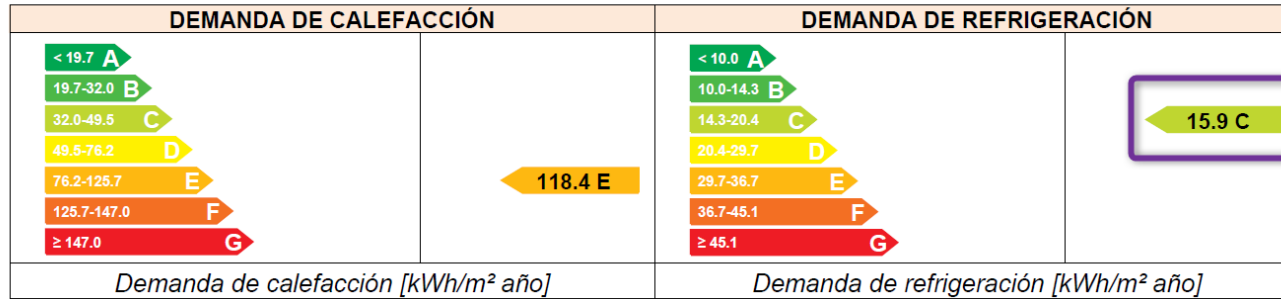 DEMANDA DE CALEFACCIÓN
DEMANDA DE REFRIGERACIÓN
< 19.7 A
19.7-32.0 B
32.0-49.5 C
49.5-76.2 D
76.2-125.7 E
125.7-147.0 F
≥ 147.0 G
118.4 E
< 10.0 A
10.0-14.3 B
14.3-20.4 C
20.4-29.7 D
29.7-36.7 E
36.7-45.1 F
≥ 45.1 G
15.9 C
Demanda de calefacción [kWh/m² año]
Demanda de refrigeración [kWh/m² año]